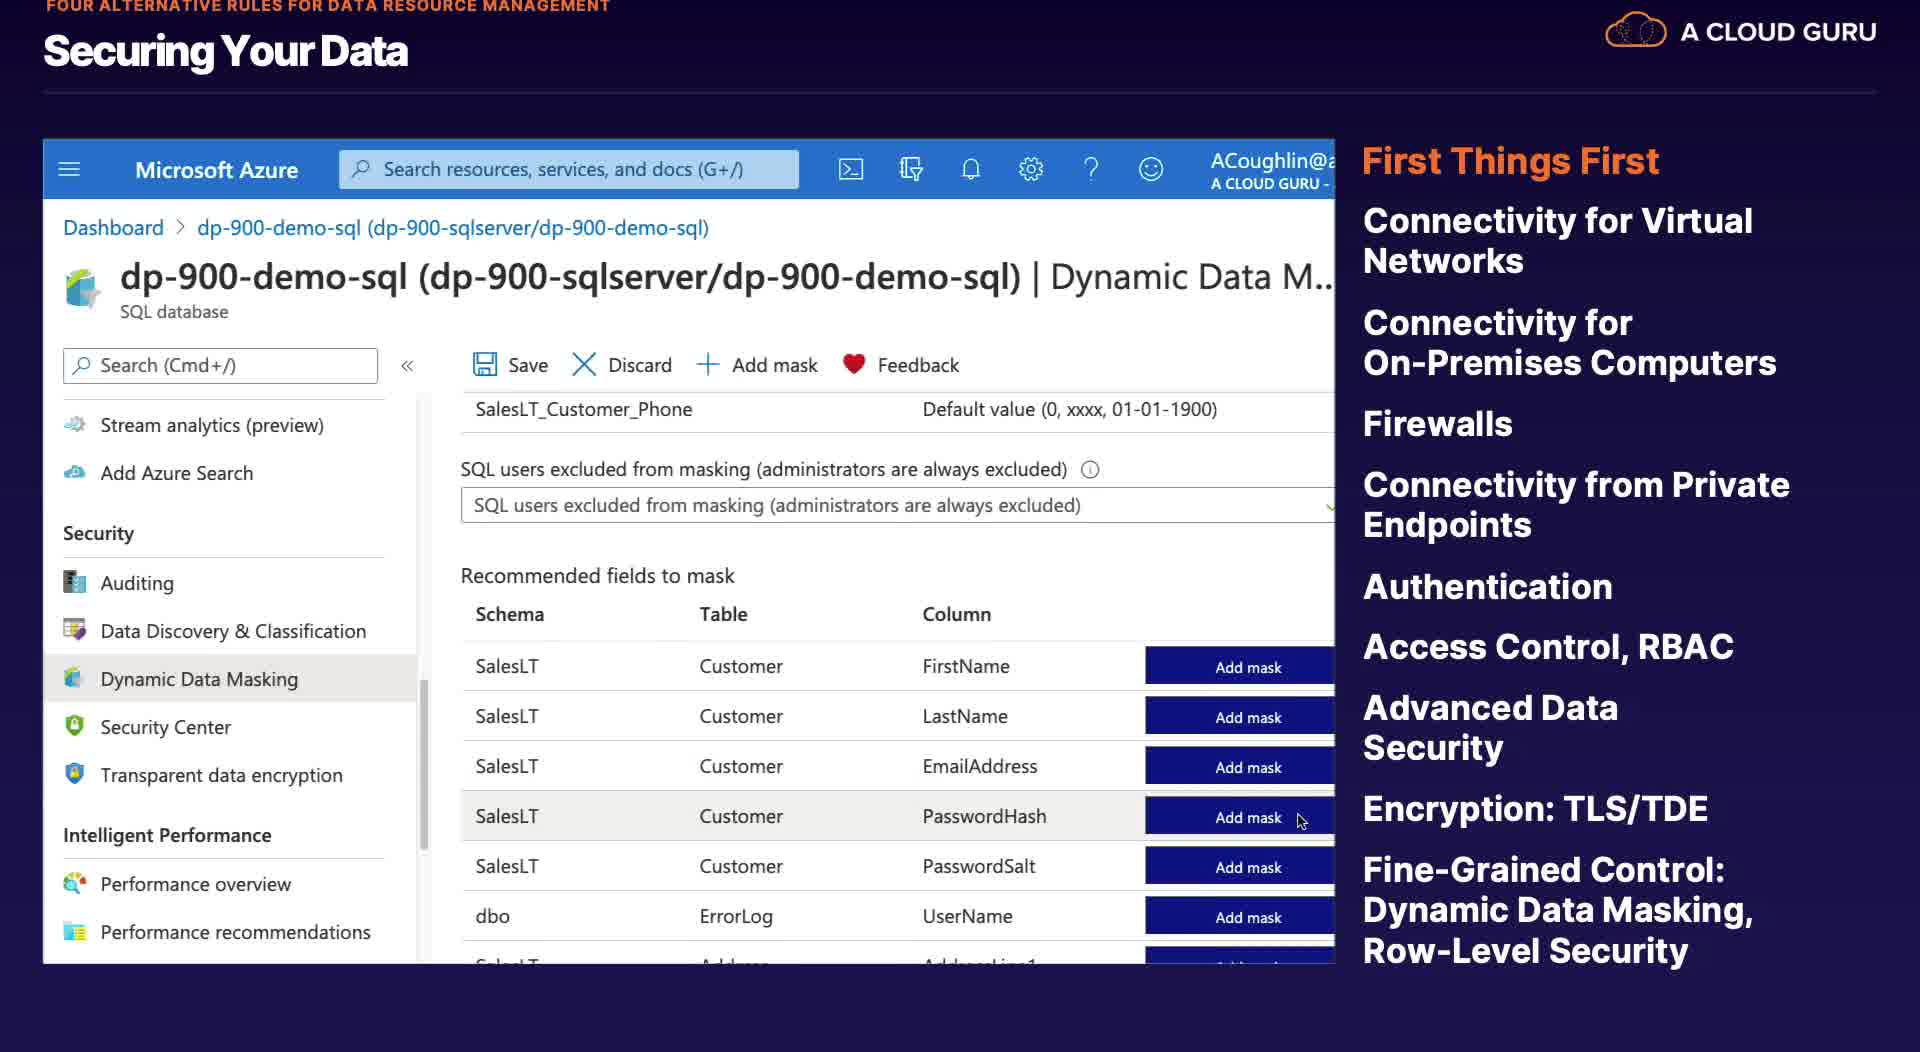 FOUR ALTERNATIVE RULES FOR DATA RESOURCE MANAGEMENT
Securing Your Data
A CLOUD GURU
Microsoft Azure
Search resources, services, and docs (G+/)
ACoughlin@a
A CLOUD GURU -
Dashboard > dp-900-demo-sql (dp-900-sqlserver/dp-900-demo-sql)
dp-900-demo-sql (dp-900-sqlserver/dp-900-demo-sql) | Dynamic Data M...
SQL database
Search (Cmd+/)
«
Stream analytics (preview)
Add Azure Search
Security
Auditing
Data Discovery & Classification
Dynamic Data Masking
Security Center
Transparent data encryption
Intelligent Performance
Performance overview
Performance recommendations
Save Discard Add mask Feedback
SalesLT_Customer_Phone Default value (0, xxxx, 01-01-1900)
SQL users excluded from masking (administrators are always excluded)
SQL users excluded from masking (administrators are always excluded)
Recommended fields to mask
Schema Table Column
SalesLT Customer FirstName Add mask
SalesLT Customer LastName Add mask
SalesLT Customer EmailAddress Add mask
SalesLT Customer PasswordHash Add mask
SalesLT Customer PasswordSalt Add mask
dbo ErrorLog UserName Add mask
SalesLT Address AddressLine1
First Things First
Connectivity for Virtual
Networks
Connectivity for
On-Premises Computers
Firewalls
Connectivity from Private
Endpoints
Authentication
Access Control, RBAC
Advanced Data
Security
Encryption: TLS/TDE
Fine-Grained Control:
Dynamic Data Masking,
Row-Level Security